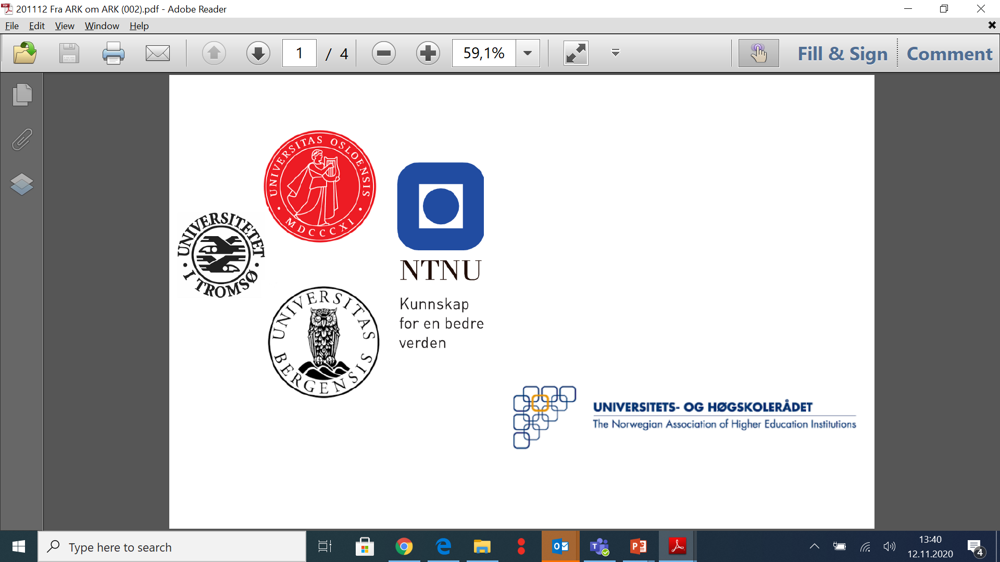 201112 Fra ARK om ARK (002).pdf - Adobe Reader
File Edit View Window Help
1 / 4 59,1% Fill & Sign Comment
UNIVERSITAS OSLOENSIS
MDCCCXI
UNIVERSITETET
I TROMSØ
NTNU
Kunnskap
for en bedre
verden
UNIVERSITAS
BERGENSIS
UNIVERSITETS- OG HØGSKOLERÅDET
The Norwegian Association of Higher Education Institutions
Type here to search
13:40
12.11.2020
4